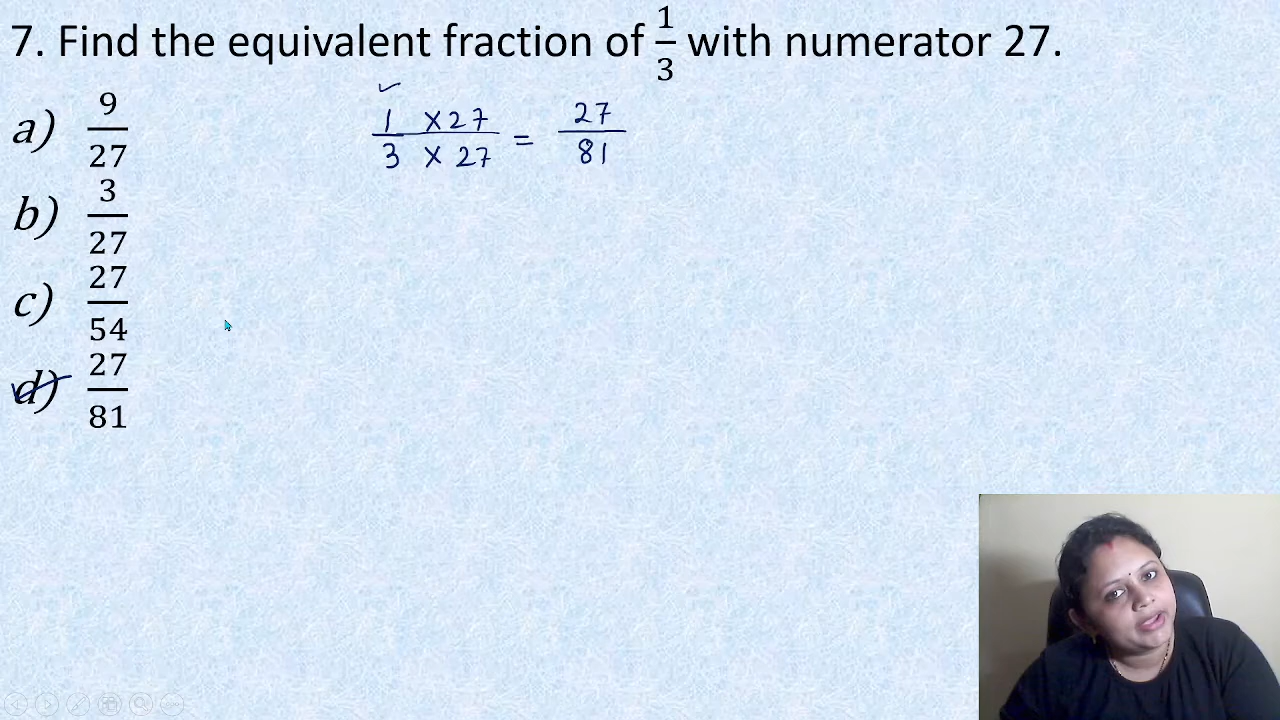 7. Find the equivalent fraction of 1/3 with numerator 27.
a) 9/27
b) 3/27
c) 27/54
d) 27/81
1 × 27 / 3 × 27 = 27/81